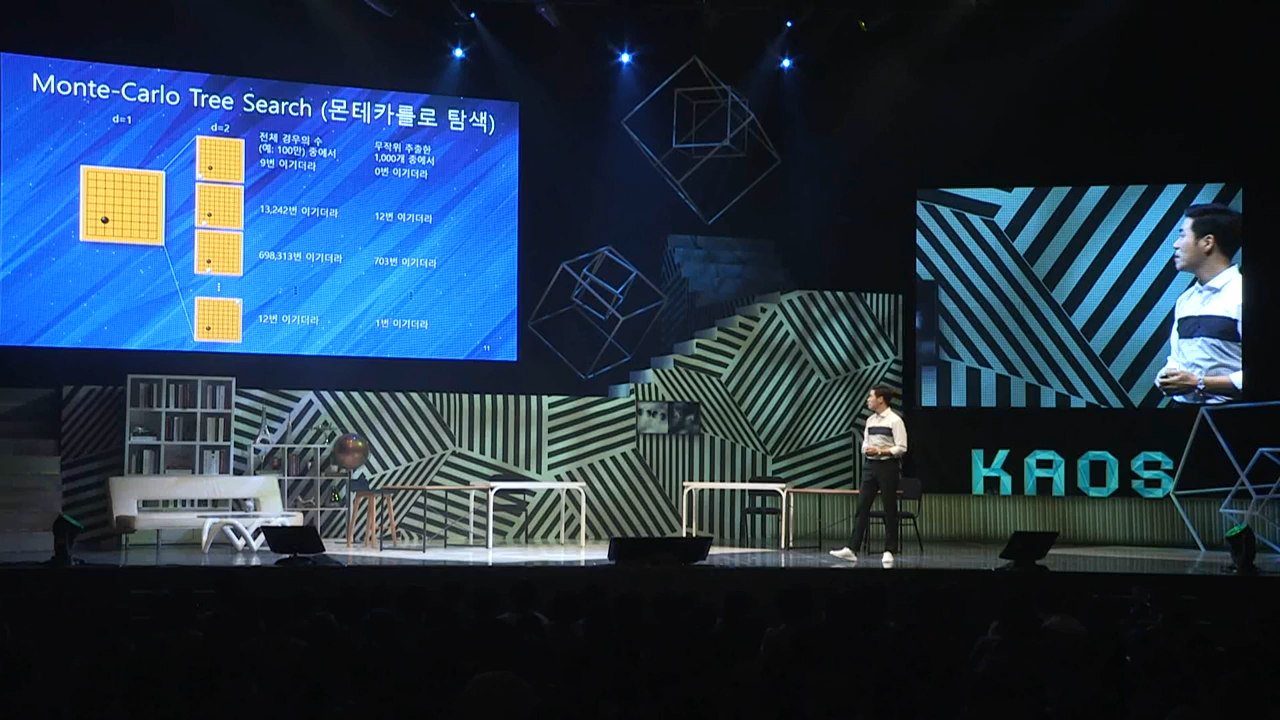 Monte-Carlo Tree Search (몬테카를로 탐색)
d=1
d=2
전체 경우의 수
(예: 100만) 중에서
9번 이기더라
무작위 추출한
1,000개 중에서
0번 이기더라
13,242번 이기더라
12번 이기더라
698,313번 이기더라
703번 이기더라
12번 이기더라
1번 이기더라
11
KAOS